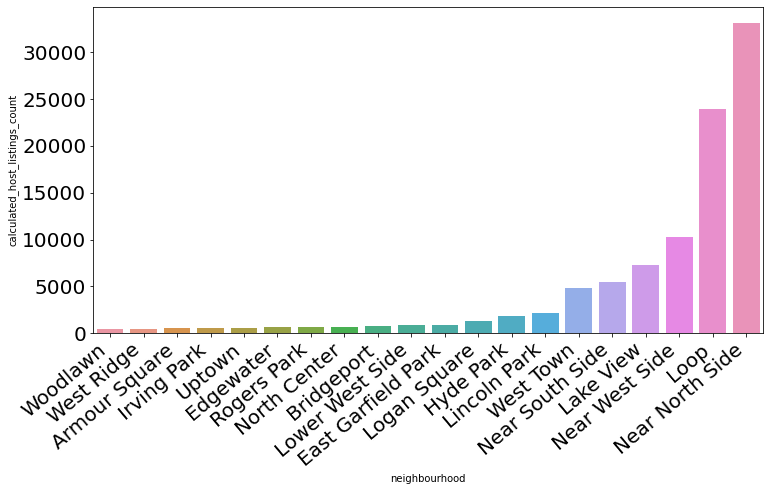 30000
25000
20000
15000
10000
5000
0
calculated_host_listings_count
Woodlawn
West Ridge
Armour Square
Irving Park
Uptown
Edgewater
Rogers Park
North Center
Bridgeport
Lower West Side
East Garfield Park
Logan Square
Hyde Park
Lincoln Park
West Town
Near South Side
Lake View
Near West Side
Loop
Near North Side
neighbourhood